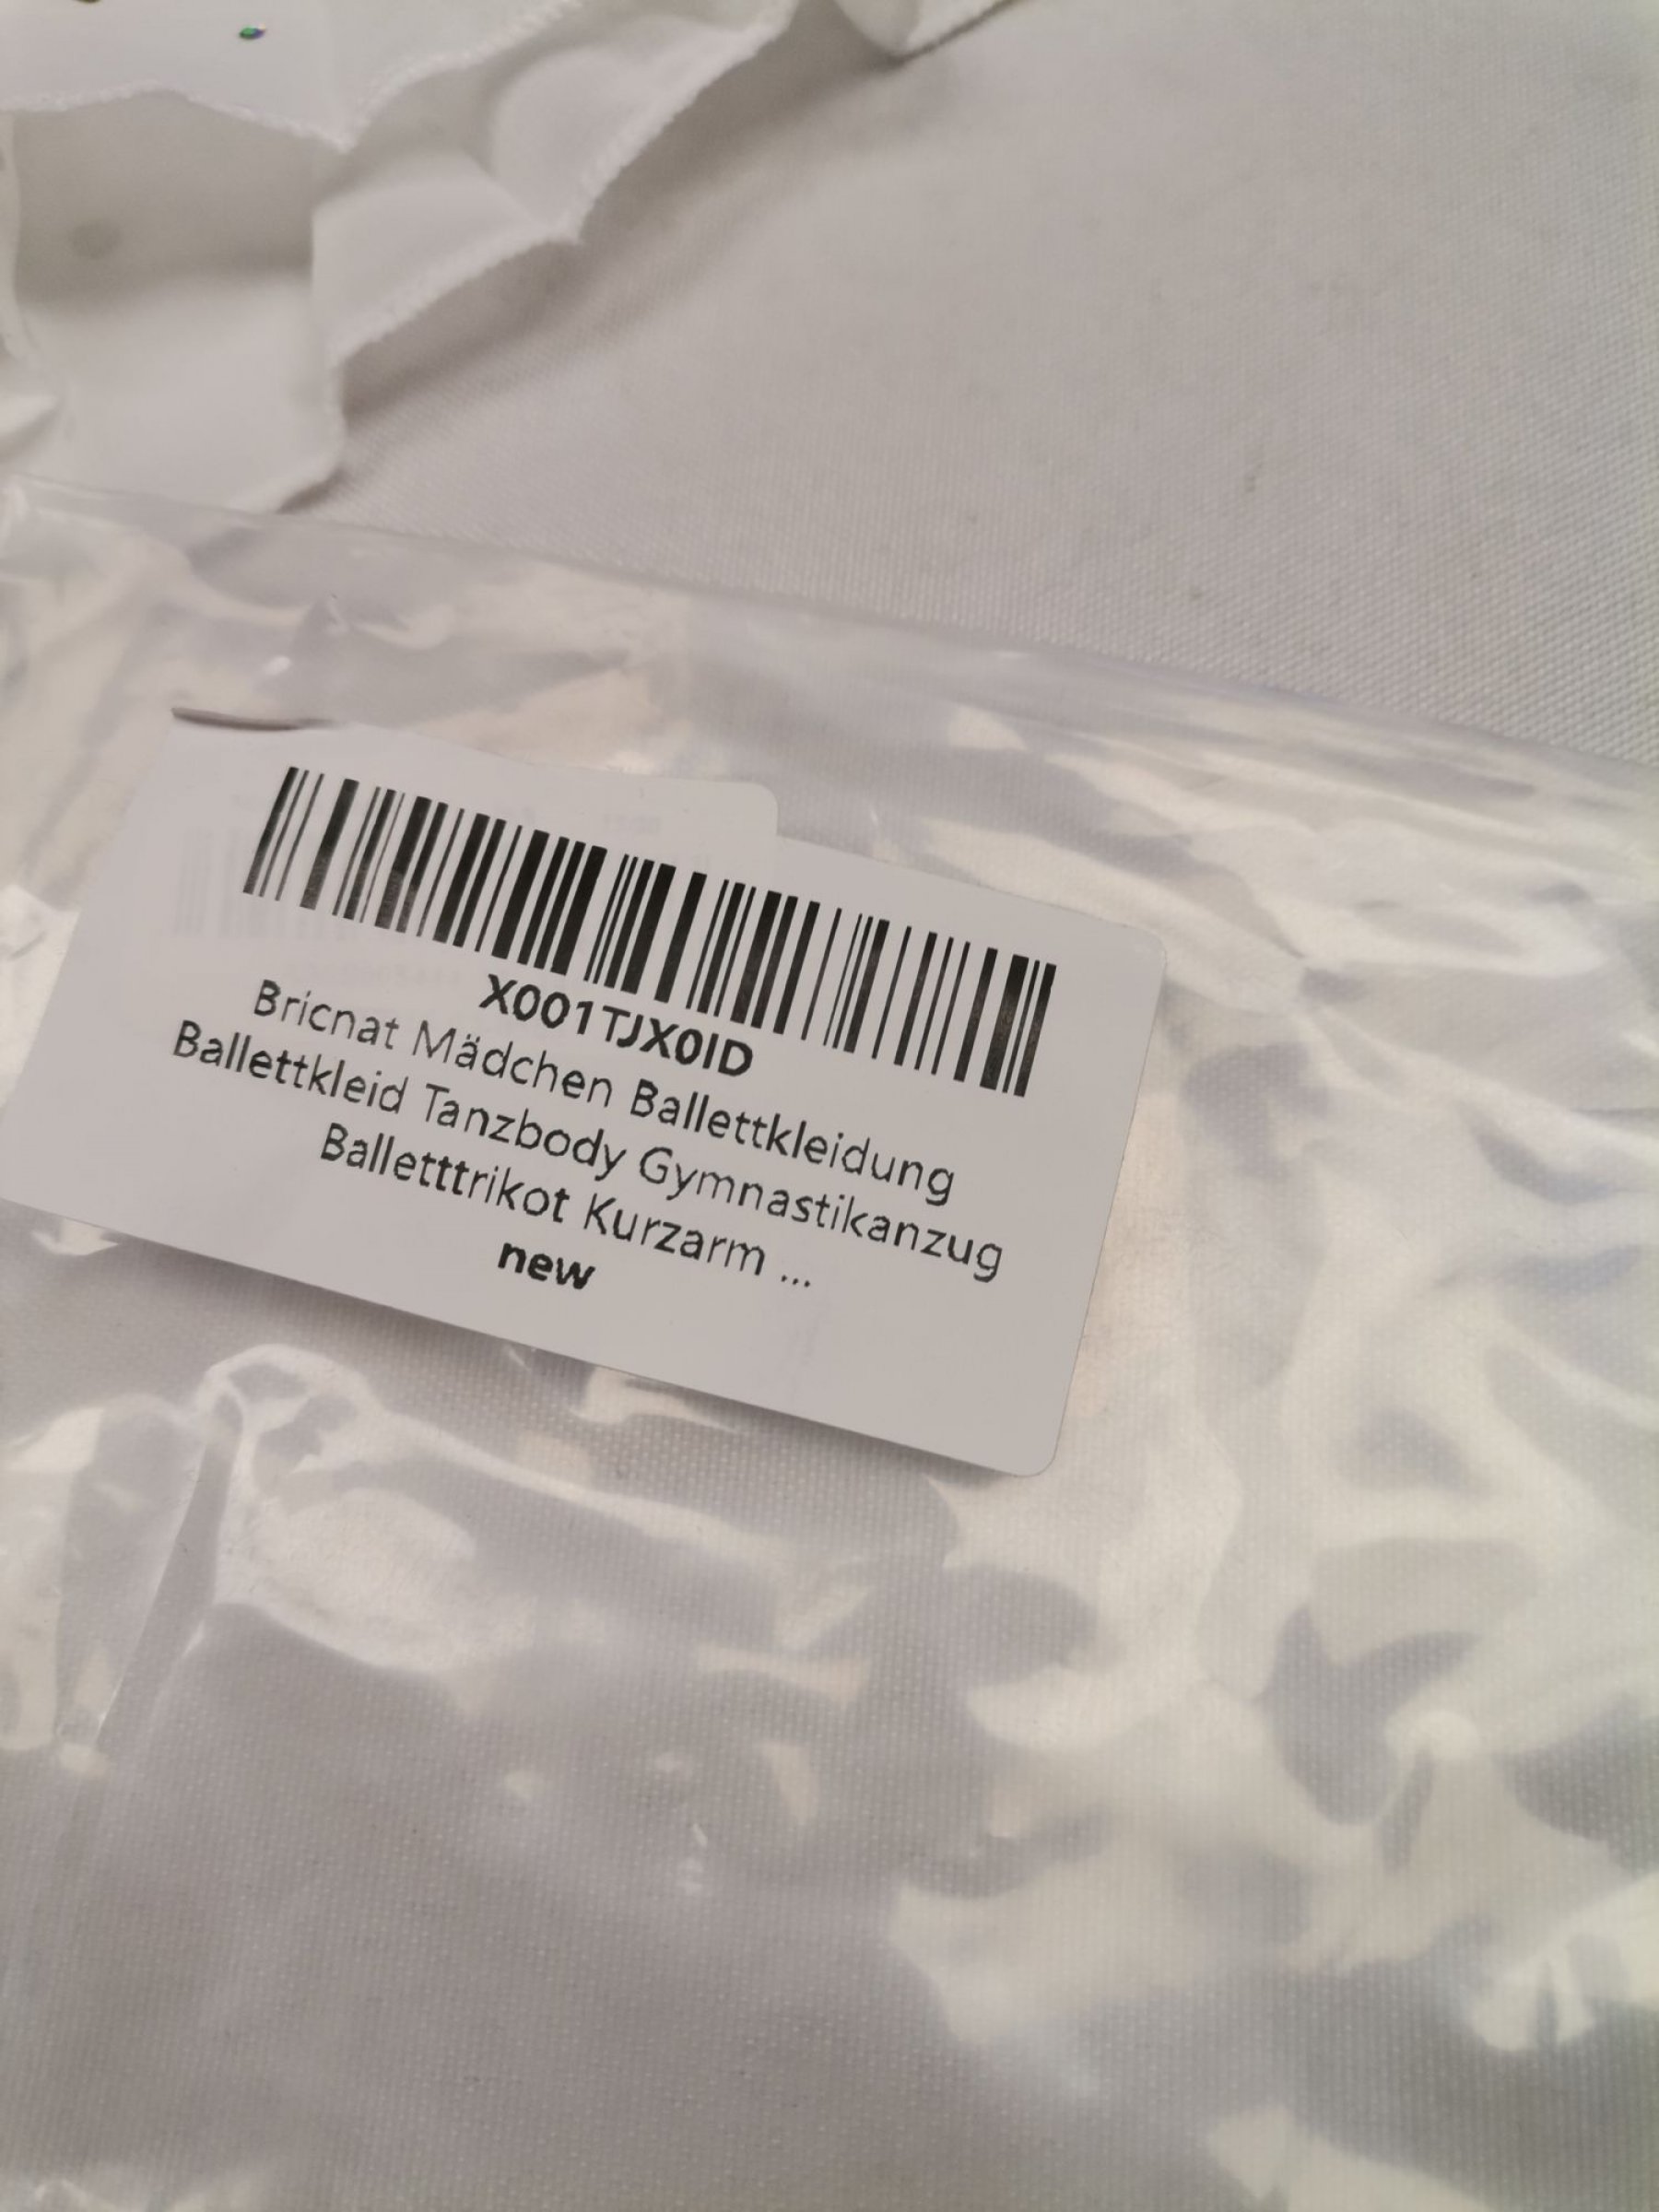 X001TJX0ID
Bricnat Mädchen Ballettkleidung
Ballettkleid Tanzbody Gymnastikanzug
Balletttrikot Kurzarm ...
new